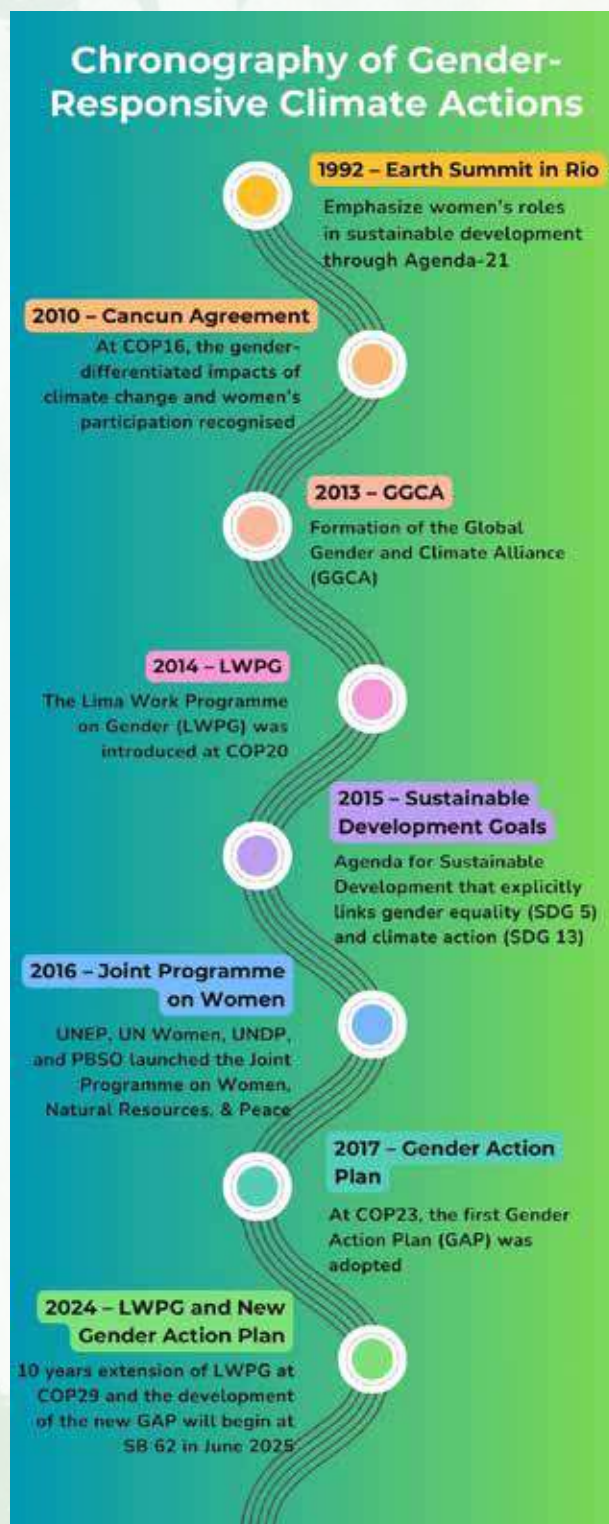 Chronography of Gender-
Responsive Climate Actions
1992 – Earth Summit in Rio
Emphasize women's roles
in sustainable development
through Agenda-21
2010 – Cancun Agreement
At COP16, the gender-
differentiated impacts of
climate change and women's
participation recognised
2013 – GGCA
Formation of the Global
Gender and Climate Alliance
(GGCA)
2014 – LWPG
The Lima Work Programme
on Gender (LWPG) was
introduced at COP20
2015 – Sustainable
Development Goals
Agenda for Sustainable
Development that explicitly
links gender equality (SDG 5)
and climate action (SDG 13)
2016 – Joint Programme
on Women
UNEP, UN Women, UNDP,
and PBSO launched the Joint
Programme on Women,
Natural Resources, & Peace
2017 – Gender Action
Plan
At COP23, the first Gender
Action Plan (GAP) was
adopted
2024 – LWPG and New
Gender Action Plan
10 years extension of LWPG at
COP29 and the development
of the new GAP will begin at
SB 62 in June 2025